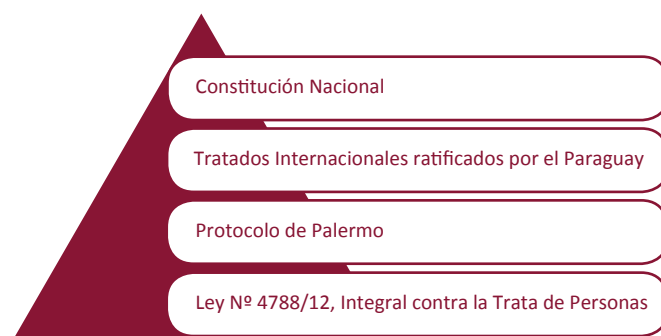 Constitución Nacional
Tratados Internacionales ratificados por el Paraguay
Protocolo de Palermo
Ley Nº 4788/12, Integral contra la Trata de Personas